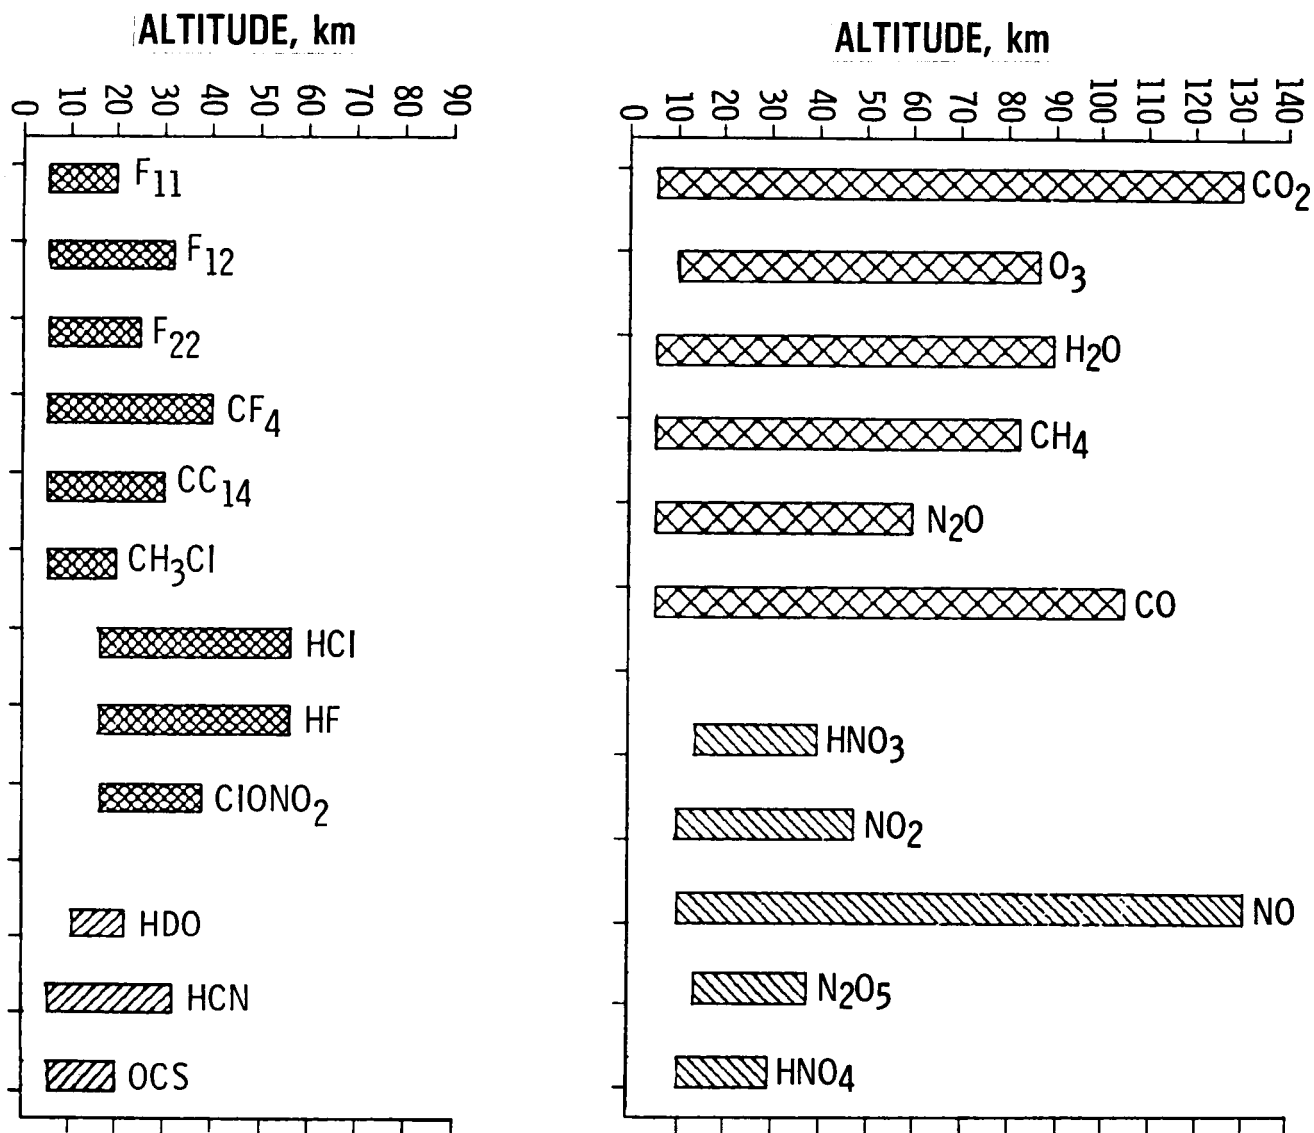 ALTITUDE, km
0 10 20 30 40 50 60 70 80 90
F11
F12
F22
CF4
CC14
CH3Cl
HCl
HF
ClONO2
HDO
HCN
OCS
ALTITUDE, km
0 10 20 30 40 50 60 70 80 90 100 110 120 130 140
CO2
O3
H2O
CH4
N2O
CO
HNO3
NO2
NO
N2O5
HNO4